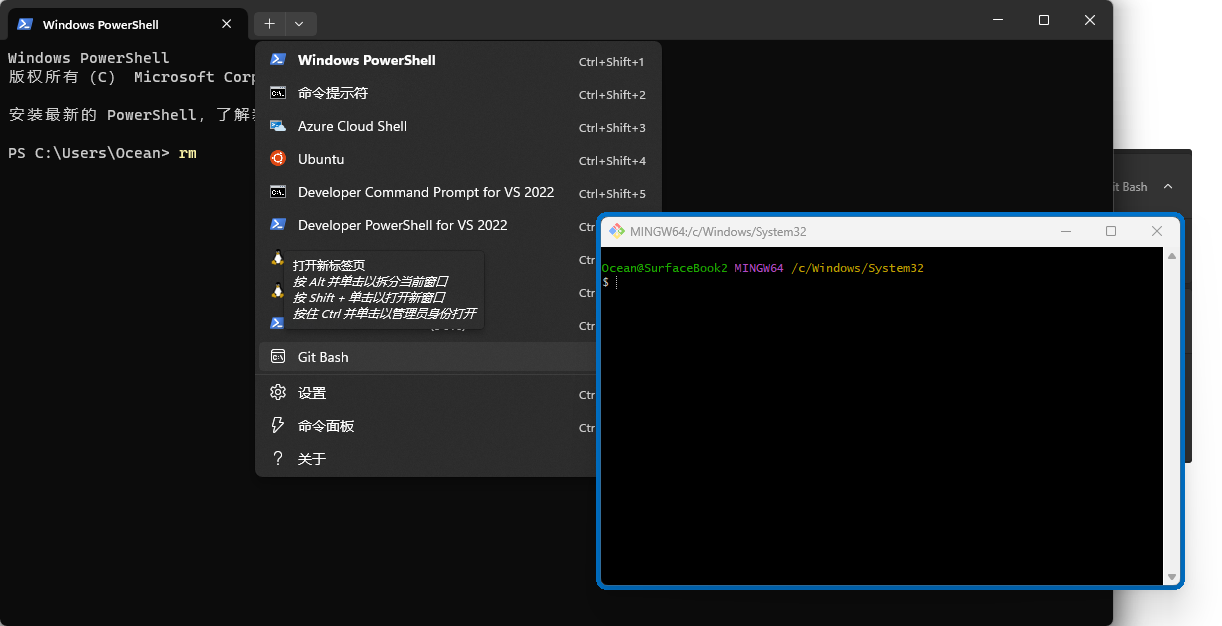 Windows PowerShell
Windows PowerShell
版权所有 (C) Microsoft Corp
安装最新的 PowerShell, 了解
PS C:\Users\Ocean> rm
Windows PowerShell Ctrl+Shift+1
命令提示符 Ctrl+Shift+2
Azure Cloud Shell Ctrl+Shift+3
Ubuntu Ctrl+Shift+4
Developer Command Prompt for VS 2022 Ctrl+Shift+5
Developer PowerShell for VS 2022 Ctr
Ctr
打开新标签页
按 Alt 并单击以拆分当前窗口
按 Shift + 单击以打开新窗口
Ctr
按住 Ctrl 并单击以管理员身份打开
Ctr
Git Bash
设置 Ctr
命令面板 Ctr
关于
it Bash
MINGW64:/c/Windows/System32
Ocean@SurfaceBook2 MINGW64 /c/Windows/System32
$